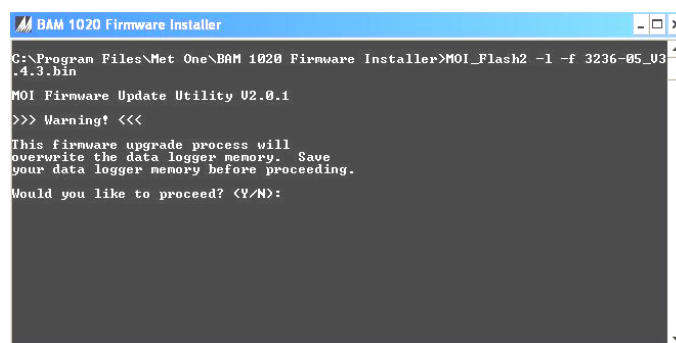 BAM 1020 Firmware Installer
C:\Program Files\Met One\BAM 1020 Firmware Installer>MOI_Flash2 -l -f 3236-05_V3
.4.3.bin
MOI Firmware Update Utility V2.0.1
>>> Warning! <<<
This firmware upgrade process will
overwrite the data logger memory.  Save
your data logger memory before proceeding.
Would you like to proceed? (Y/N):